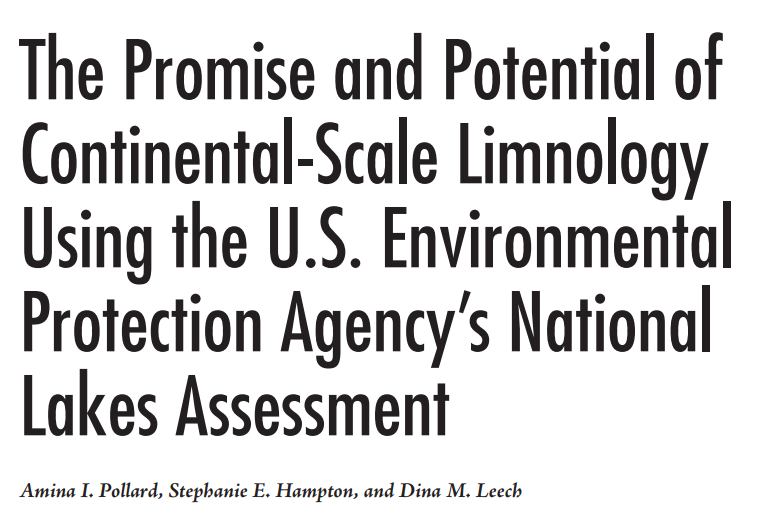 The Promise and Potential of
Continental-Scale Limnology
Using the U.S. Environmental
Protection Agency’s National
Lakes Assessment
Amina I. Pollard, Stephanie E. Hampton, and Dina M. Leech